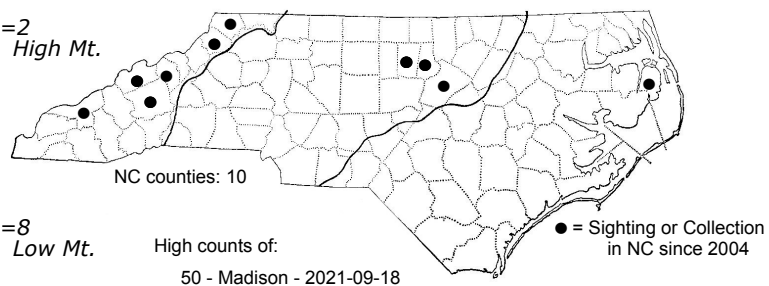 =2
High Mt.
NC counties: 10
=8
Low Mt.
High counts of:
50 - Madison - 2021-09-18
● = Sighting or Collection
in NC since 2004